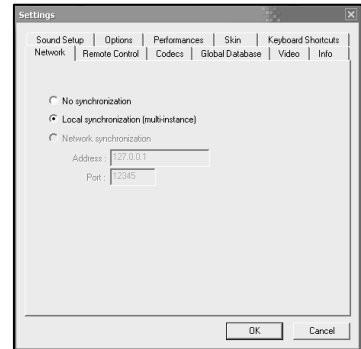 Settings
Sound Setup Options Performances Skin Keyboard Shortcuts
Network Remote Control Codecs Global Database Video Info
No synchronization
Local synchronization (multi-instance)
Network synchronization
Address : 127.0.0.1
Port : 12345
OK Cancel